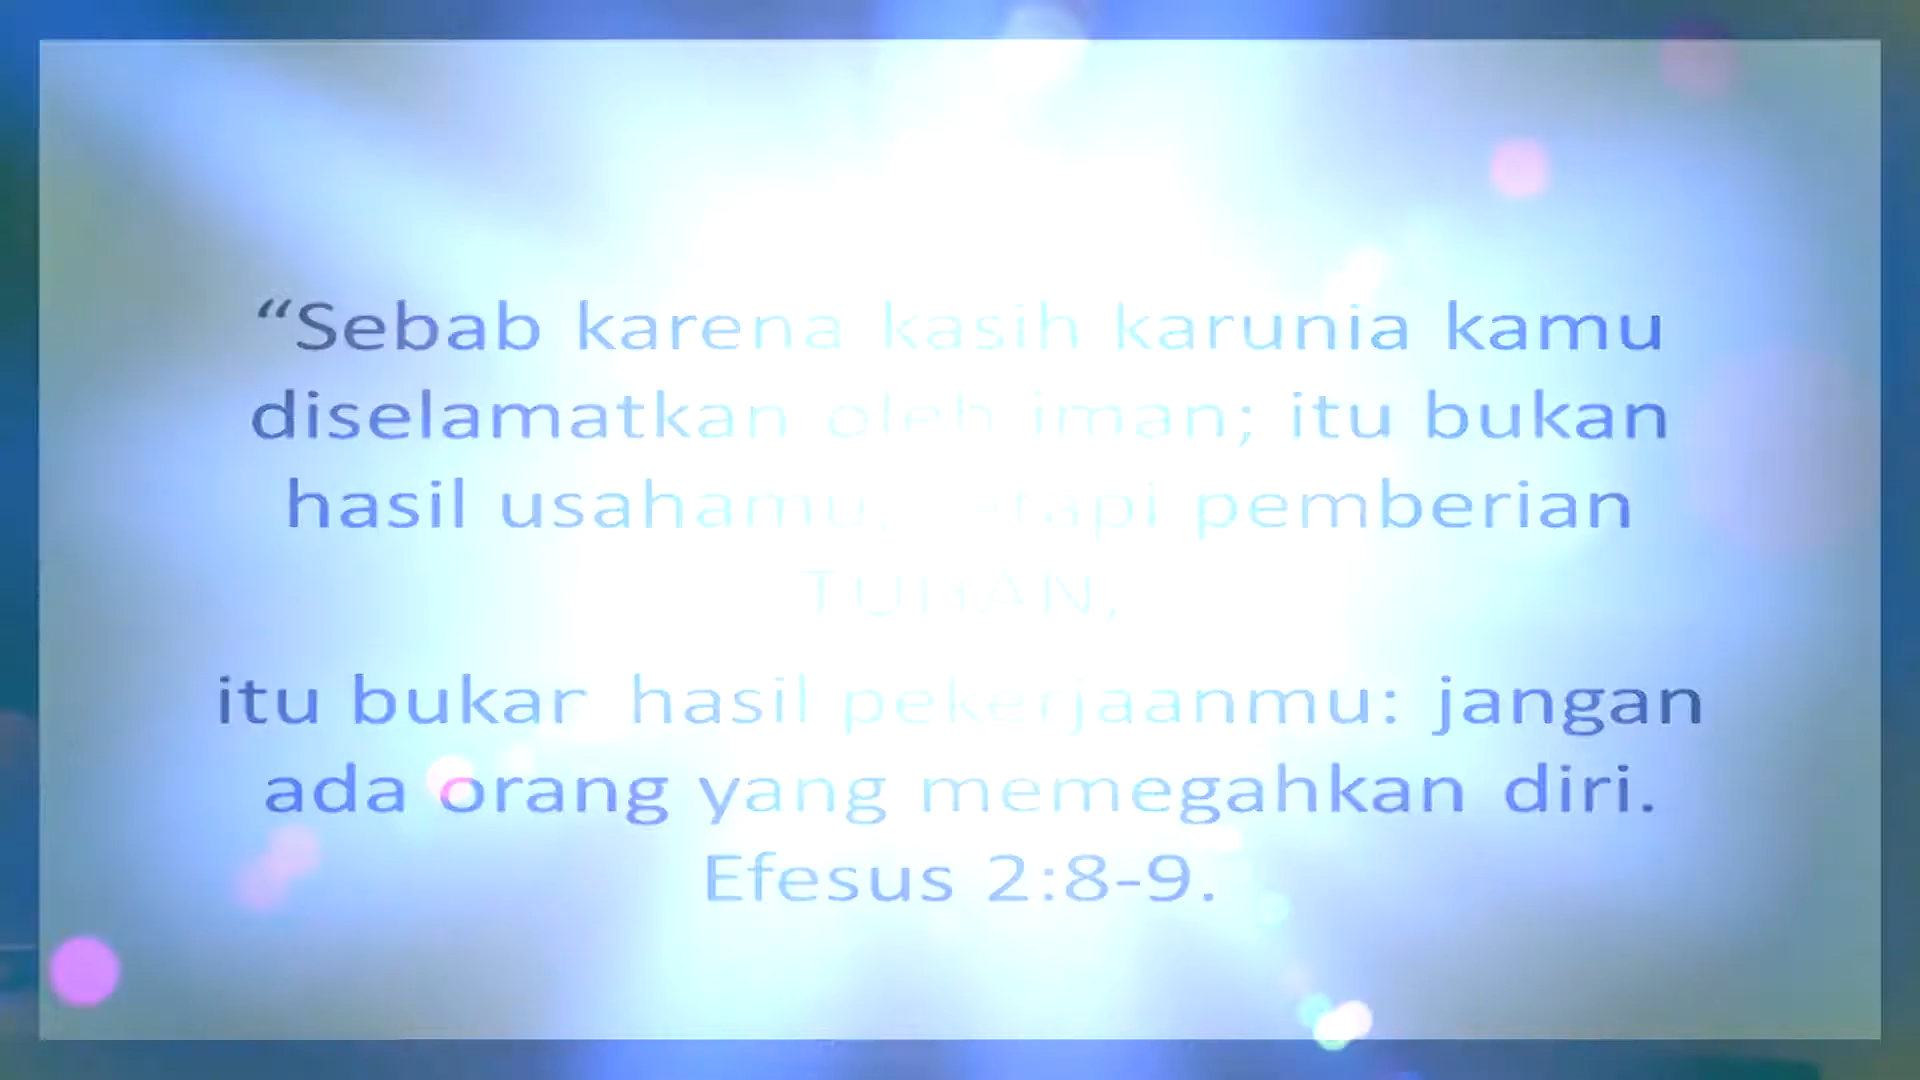 “Sebab karena kasih karunia kamu
diselamatkan oleh iman; itu bukan
hasil usahamu, tetapi pemberian
TUHAN,
itu bukan hasil pekerjaanmu: jangan
ada orang yang memegahkan diri.
Efesus 2:8-9.